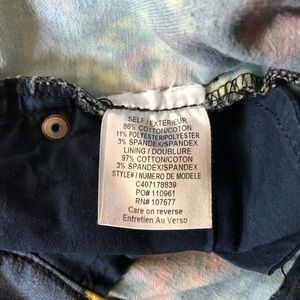 SELF / EXTERIEUR
86% COTTON/COTON
11% POLYESTER/POLYESTER
3% SPANDEX/SPANDEX
LINING / DOUBLURE
97% COTTON/COTON
3% SPANDEX/SPANDEX
STYLE# / NUMERO DE MODELE
C407178839
PO# 110961
RN# 107677
Care on reverse
Entretien Au Verso